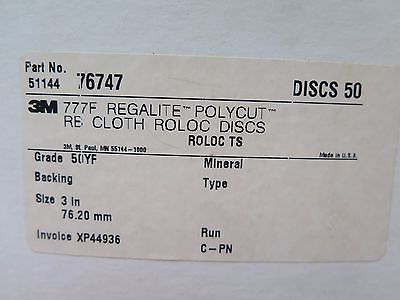 Part No.
51144 76747 DISCS 50
3M 777F REGALITE™ POLYCUT™
RB CLOTH ROLOC DISCS
ROLOC TS
3M, St. Paul, MN 55144-1000 Made in U.S.A.
Grade 50YF Mineral
Backing Type
Size 3 in
76.20 mm
Invoice XP44936 Run
C-PN